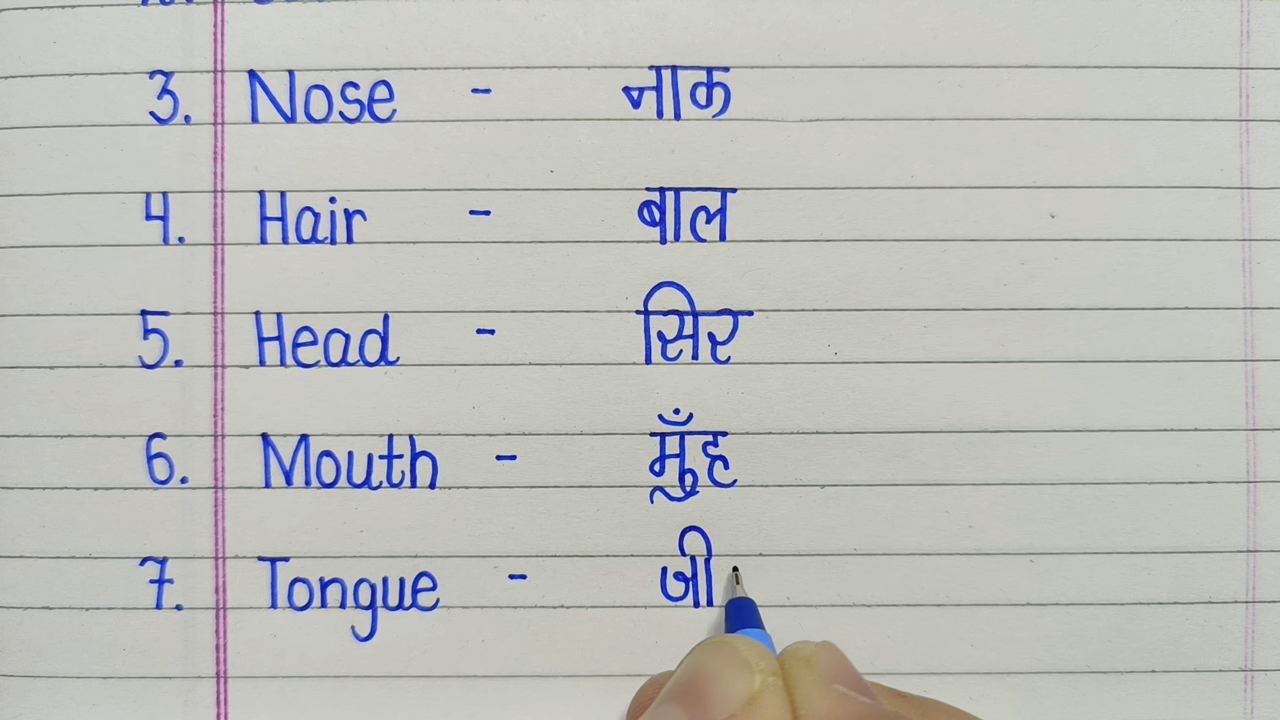 3. Nose - नाक
4. Hair - बाल
5. Head - सिर
6. Mouth - मुँह
7. Tongue - जी